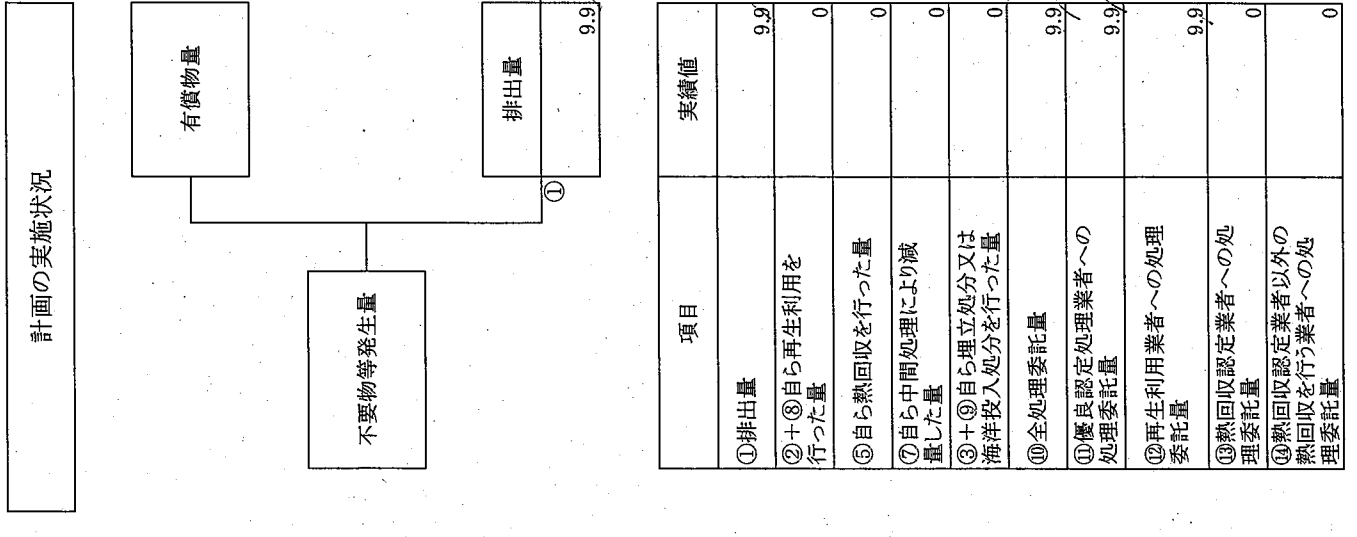 計画の実施状況
不要物等発生量
有償物量
排出量
①
9.9
項目
実績値
①排出量
9.9
②+⑧自ら再生利用を
行った量
0
⑤自ら熱回収を行った量
0
⑦自ら中間処理により減
量した量
0
③+⑨自ら埋立処分又は
海洋投入処分を行った量
0
⑩全処理委託量
9.9
⑪優良認定処理業者への
処理委託量
9.9
⑫再生利用業者への処理
委託量
9.9
⑬熱回収認定業者への処
理委託量
0
⑭熱回収認定業者以外の
熱回収を行う業者への処
理委託量
0